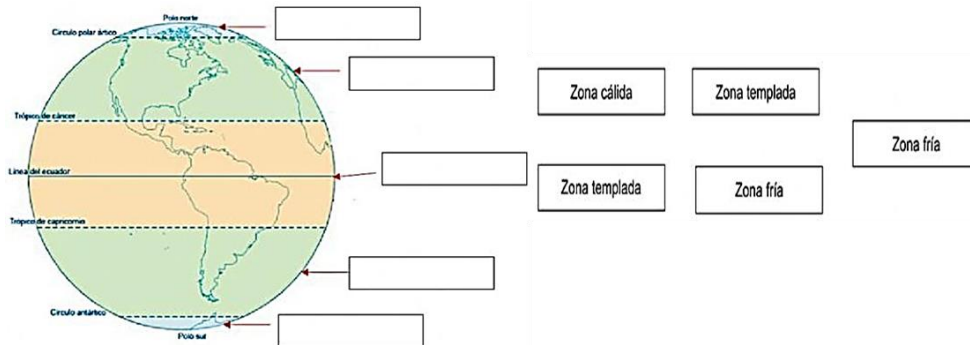 Polo norte
Círculo polar ártico
Trópico de cáncer
Línea del ecuador
Trópico de capricornio
Círculo antártico
Polo sul
Zona cálida
Zona templada
Zona fría
Zona templada
Zona fría